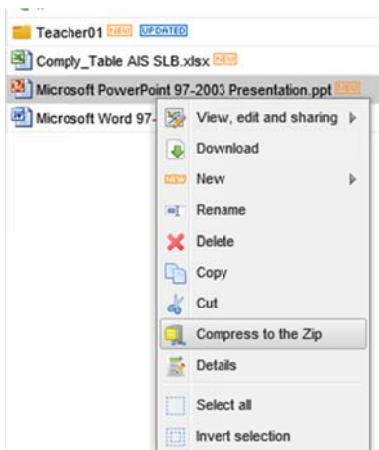 Teacher01 NEW UPDATED
Comply_Table AIS SLB.xlsx NEW
Microsoft PowerPoint 97-2003 Presentation.ppt NEW
Microsoft Word 97-
View, edit and sharing
Download
NEW New
Rename
Delete
Copy
Cut
Compress to the Zip
Details
Select all
Invert selection